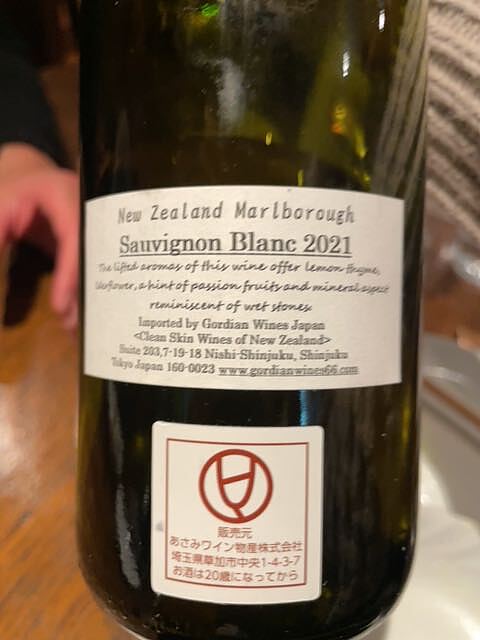 New Zealand Marlborough
Sauvignon Blanc 2021
The lifted aromas of this wine offer lemon thyme,
a hint of passion fruits and mineral aspect
reminiscent of wet stones.
Imported by Gordian Wines Japan
<Clean Skin Wines of New Zealand>
Suite 203,7-19-18 Nishi-Shinjuku, Shinjuku
Tokyo Japan 160-0023 www.gordianwines66.com
販売元
あさみワイン物産株式会社
埼玉県草加市中央1-4-3-7
お酒は20歳になってから